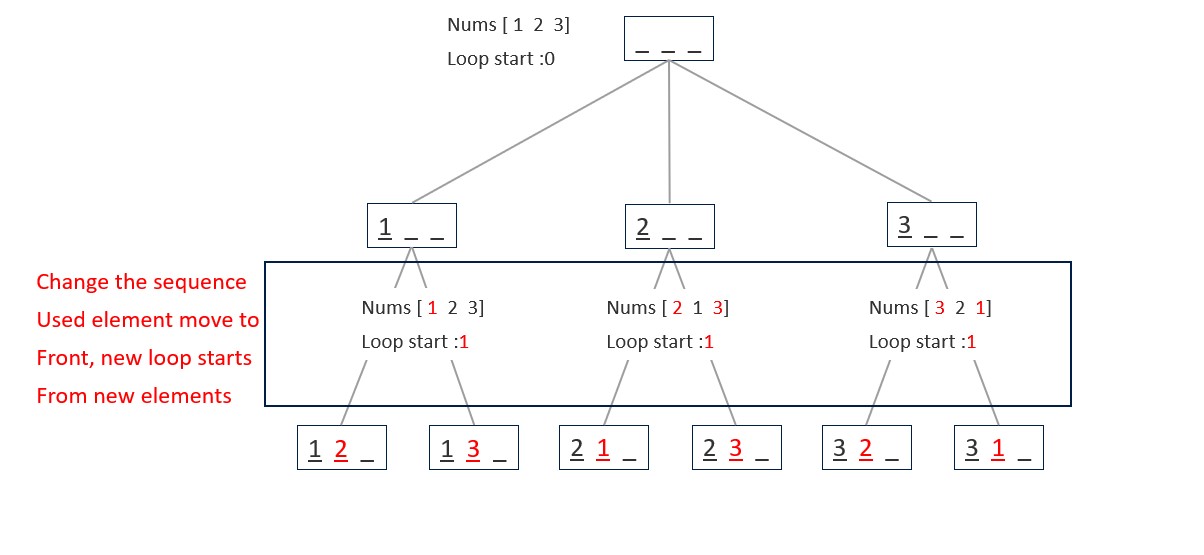 Nums [ 1 2 3]
Loop start :0
_ _ _
1 _ _
2 _ _
3 _ _
Change the sequence
Used element move to
Front, new loop starts
From new elements
Nums [ 1 2 3]
Loop start :1
Nums [ 2 1 3]
Loop start :1
Nums [ 3 2 1]
Loop start :1
1 2 _
1 3 _
2 1 _
2 3 _
3 2 _
3 1 _